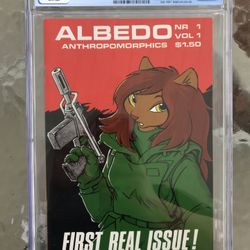 ALBEDO
NR 1
ANTHROPOMORPHICS
VOL 1
$1.50
FIRST REAL ISSUE!